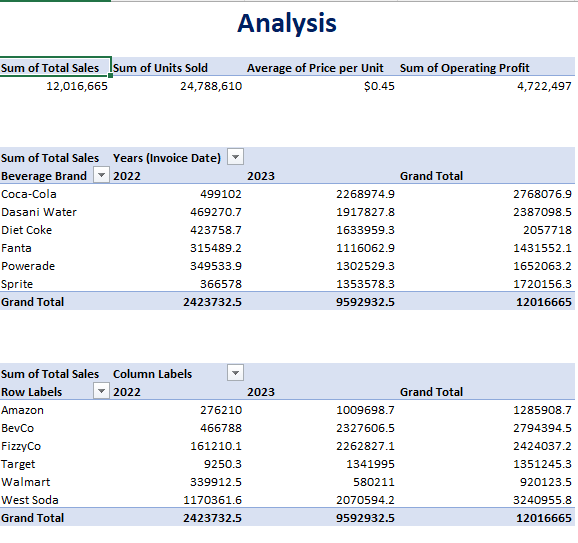 Analysis
Sum of Total Sales Sum of Units Sold Average of Price per Unit Sum of Operating Profit
12,016,665 24,788,610 $0.45 4,722,497
Sum of Total Sales Years (Invoice Date)
Beverage Brand 2022 2023 Grand Total
Coca-Cola 499102 2268974.9 2768076.9
Dasani Water 469270.7 1917827.8 2387098.5
Diet Coke 423758.7 1633959.3 2057718
Fanta 315489.2 1116062.9 1431552.1
Powerade 349533.9 1302529.3 1652063.2
Sprite 366578 1353578.3 1720156.3
Grand Total 2423732.5 9592932.5 12016665
Sum of Total Sales Column Labels
Row Labels 2022 2023 Grand Total
Amazon 276210 1009698.7 1285908.7
BevCo 466788 2327606.5 2794394.5
FizzyCo 161210.1 2262827.1 2424037.2
Target 9250.3 1341995 1351245.3
Walmart 339912.5 580211 920123.5
West Soda 1170361.6 2070594.2 3240955.8
Grand Total 2423732.5 9592932.5 12016665